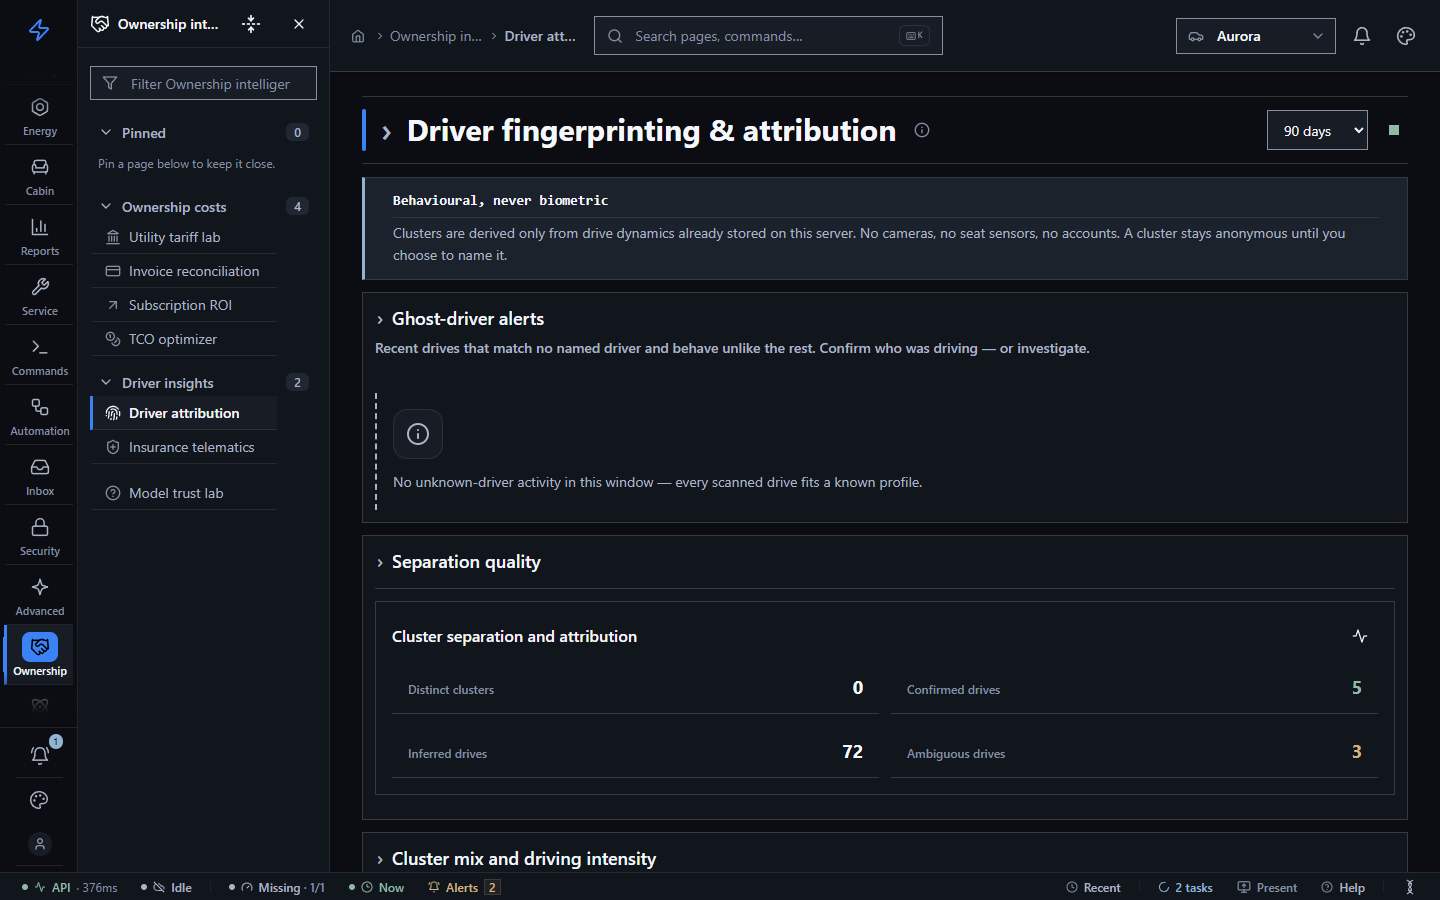 Ownership int...
Ownership in...
Driver att...
Search pages, commands...
K
Aurora
Filter Ownership intelliger
Pinned
0
Pin a page below to keep it close.
Ownership costs
4
Utility tariff lab
Invoice reconciliation
Subscription ROI
TCO optimizer
Driver insights
2
Driver attribution
Insurance telematics
Model trust lab
Energy
Cabin
Reports
Service
Commands
Automation
Inbox
Security
Advanced
Ownership
1
Driver fingerprinting & attribution
90 days
Behavioural, never biometric
Clusters are derived only from drive dynamics already stored on this server. No cameras, no seat sensors, no accounts. A cluster stays anonymous until you
choose to name it.
Ghost-driver alerts
Recent drives that match no named driver and behave unlike the rest. Confirm who was driving — or investigate.
No unknown-driver activity in this window — every scanned drive fits a known profile.
Separation quality
Cluster separation and attribution
Distinct clusters
0
Confirmed drives
5
Inferred drives
72
Ambiguous drives
3
Cluster mix and driving intensity
API · 376ms
Idle
Missing · 1/1
Now
Alerts 2
Recent
2 tasks
Present
Help